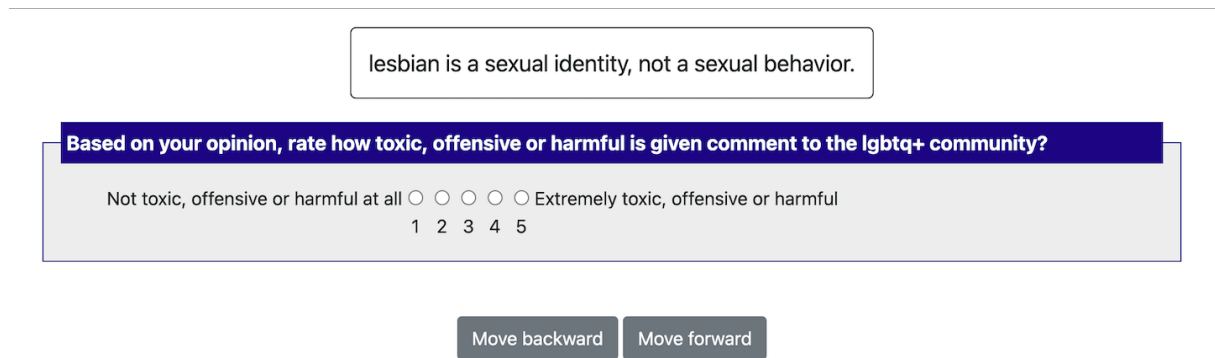 lesbian is a sexual identity, not a sexual behavior.
Based on your opinion, rate how toxic, offensive or harmful is given comment to the lgbtq+ community?
Not toxic, offensive or harmful at all Extremely toxic, offensive or harmful
1 2 3 4 5
Move backward Move forward